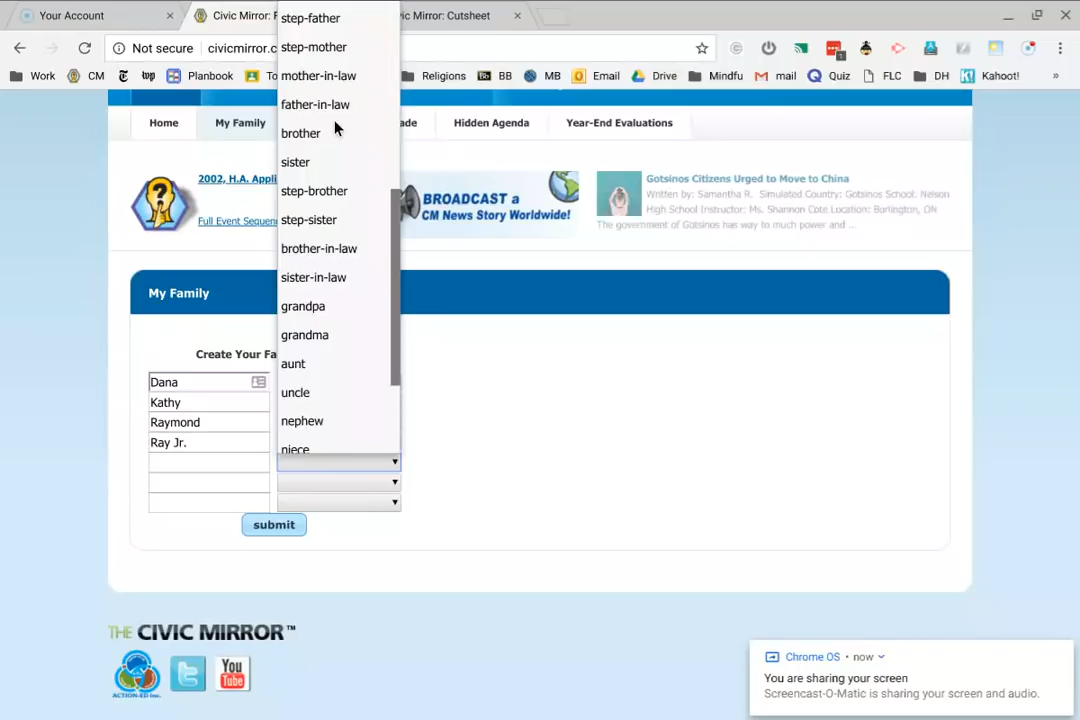 Your Account
Civic Mirror: F
ivic Mirror: Cutsheet
Not secure
civicmirror.c
Work
CM
Planbook
To
Religions
BB
MB
Email
Drive
Mindfu
mail
Quiz
FLC
DH
Kahoot!
»
Home
My Family
ade
Hidden Agenda
Year-End Evaluations
2002, H.A. Appli
Full Event Sequenc
BROADCAST a
CM News Story Worldwide!
Gotsinos Citizens Urged to Move to China
Written by: Samantha R. Simulated Country: Gotsinos School: Nelson
High School Instructor: Ms. Shannon Cote Location: Burlington, ON
The government of Gotsinos has way to much power and ...
My Family
Create Your Fa
Dana
Kathy
Raymond
Ray Jr.
step-father
step-mother
mother-in-law
father-in-law
brother
sister
step-brother
step-sister
brother-in-law
sister-in-law
grandpa
grandma
aunt
uncle
nephew
niece
submit
THE CIVIC MIRROR™
ACTION-ED Inc.
You
Tube
Chrome OS • now
You are sharing your screen
Screencast-O-Matic is sharing your screen and audio.